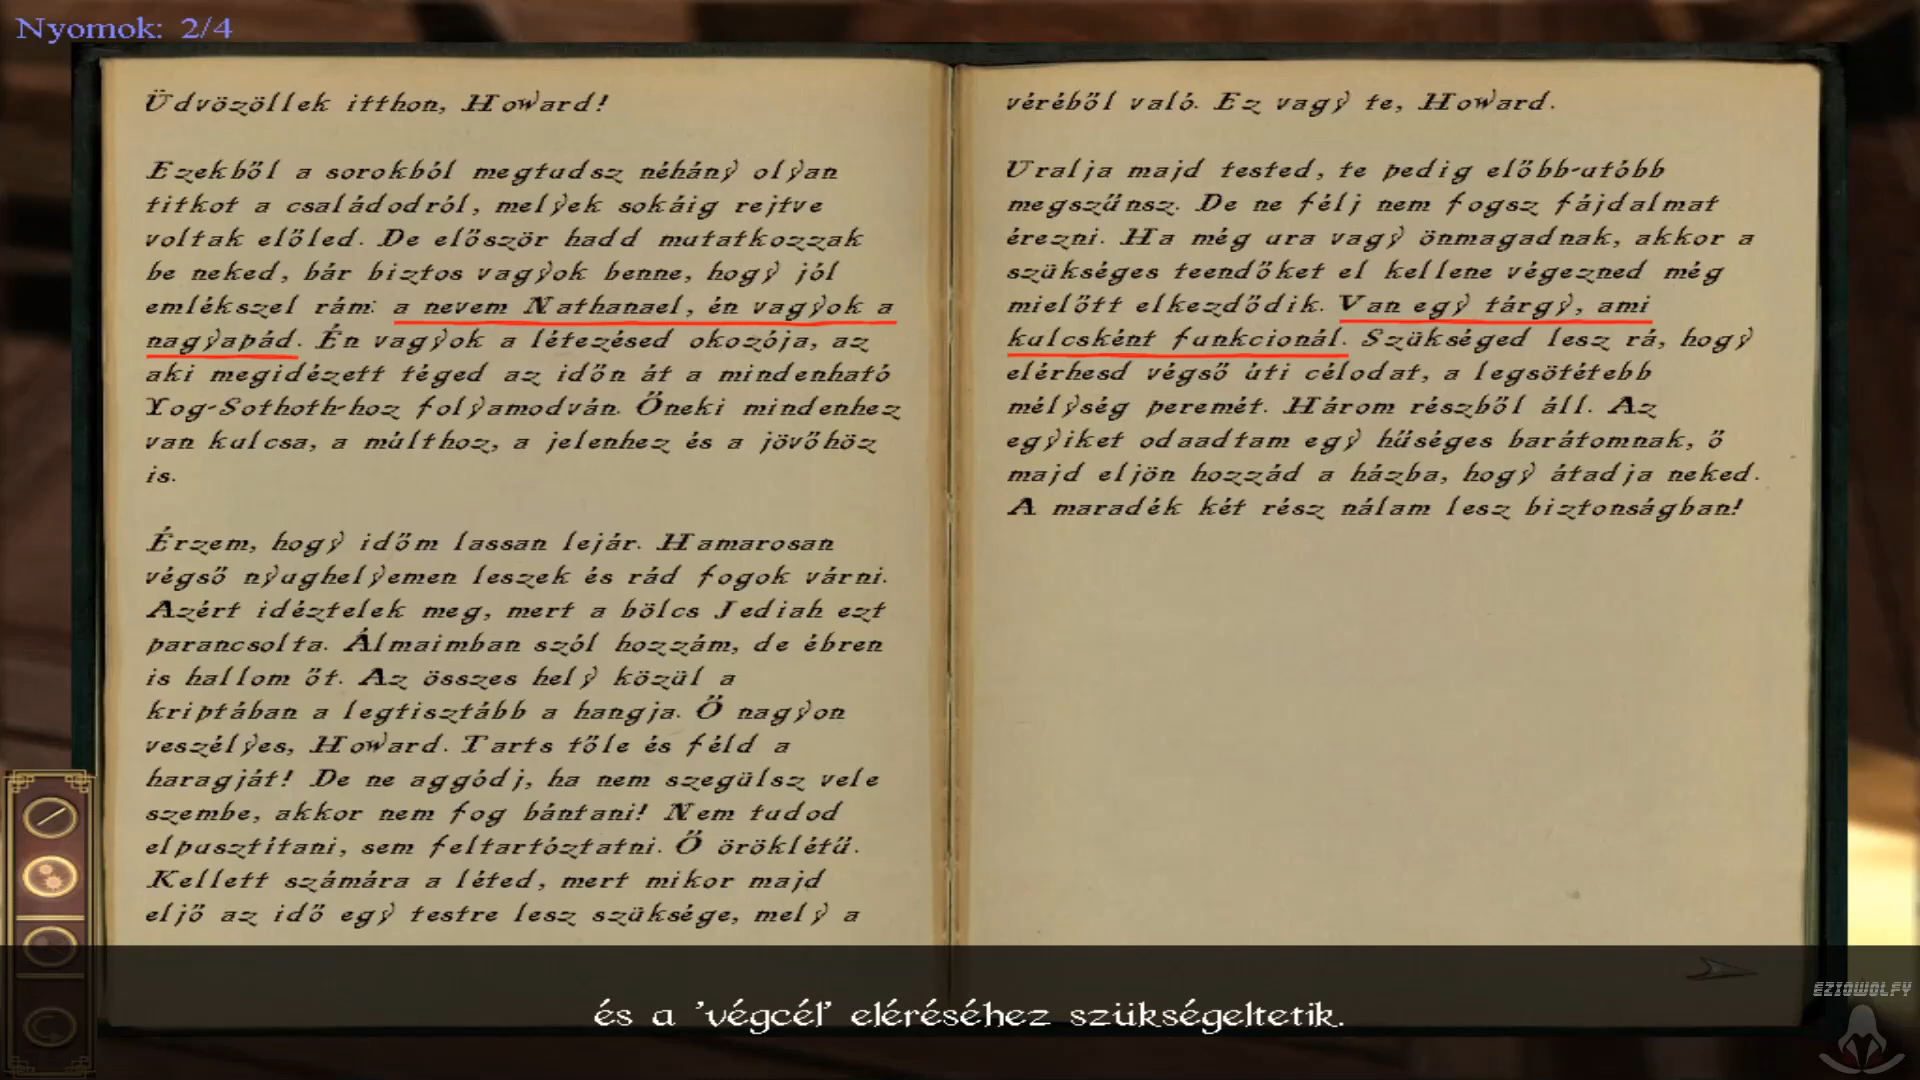 Nyomok: 2/4
Üdvözöllek itthon, Howard!
Ezekből a sorokból megtudsz néhány olyan
titkot a családodról, melyek sokáig rejtve
voltak előled. De először hadd mutatkozzak
be neked, bár biztos vagyok benne, hogy jól
emlékszel rám: a nevem Nathanael, én vagyok a
nagyapád. Én vagyok a létezésed okozója, az
aki megidézett téged az időn át a mindenható
Yog-Sothoth-hoz folyamodván. Őneki mindenhez
van kulcsa, a múlthoz, a jelenhez és a jövőhöz
is.
Érzem, hogy időm lassan lejár. Hamarosan
végső nyughelyemen leszek és rád fogok várni.
Azért idéztelek meg, mert a bölcs Jediah ezt
parancsolta. Álmaimban szól hozzám, de ébren
is hallom őt. Az összes hely közül a
kriptában a legtisztább a hangja. Ő nagyon
veszélyes, Howard. Tarts tőle és féld a
haragját! De ne aggódj, ha nem szegülsz vele
szembe, akkor nem fog bántani! Nem tudod
elpusztítani, sem feltartóztatni. Ő öröklétű.
Kellett számára a léted, mert mikor majd
eljő az idő egy testre lesz szüksége, mely a
véréből való. Ez vagy te, Howard.
Uralja majd tested, te pedig előbb-utóbb
megszűnsz. De ne félj nem fogsz fájdalmat
érezni. Ha még ura vagy önmagadnak, akkor a
szükséges teendőket el kellene végezned még
mielőtt elkezdődik. Van egy tárgy, ami
kulcsként funkcionál. Szükséged lesz rá, hogy
elérhesd végső úti célodat, a legsötétebb
mélység peremét. Három részből áll. Az
egyiket odaadtam egy hűséges barátomnak, ő
majd eljön hozzád a házba, hogy átadja neked.
A maradék két rész nálam lesz biztonságban!
és a 'végcél' eléréséhez szükségeltetik.
EZIOWOLFY